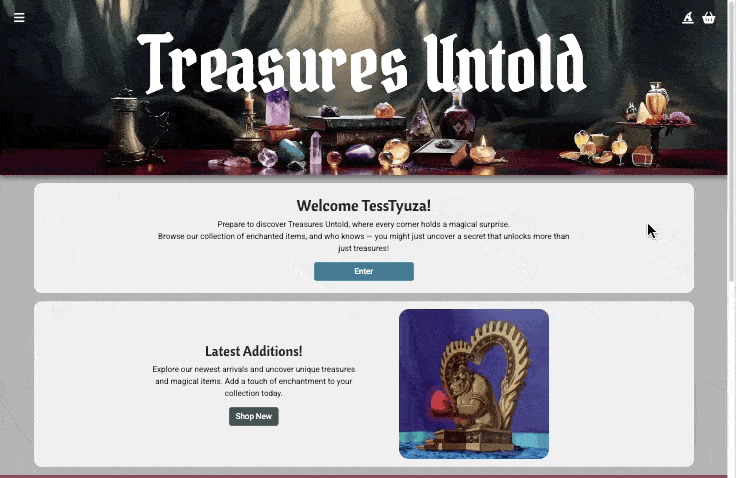 Treasures Untold
Welcome TessTyuza!
Prepare to discover Treasures Untold, where every corner holds a magical surprise.
Browse our collection of enchanted items, and who knows — you might just uncover a secret that unlocks more than
just treasures!
Enter
Latest Additions!
Explore our newest arrivals and uncover unique treasures
and magical items. Add a touch of enchantment to your
collection today.
Shop New